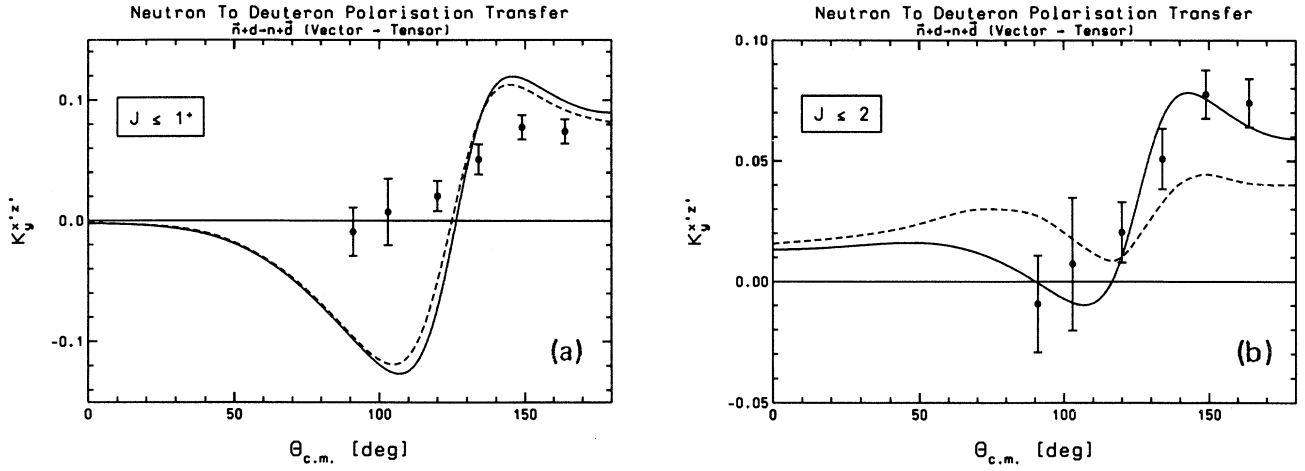 Neutron To Deuteron Polarisation Transfer
n⃗+d→n+d⃗ (Vector → Tensor)
J ≤ 1⁺
0.1
0.0
-0.1
K_y^{x'z'}
(a)
0 50 100 150
Θ_{c.m.} [deg]
Neutron To Deuteron Polarisation Transfer
n⃗+d→n+d⃗ (Vector → Tensor)
J ≤ 2
0.10
0.05
0.00
-0.05
K_y^{x'z'}
(b)
0 50 100 150
Θ_{c.m.} [deg]